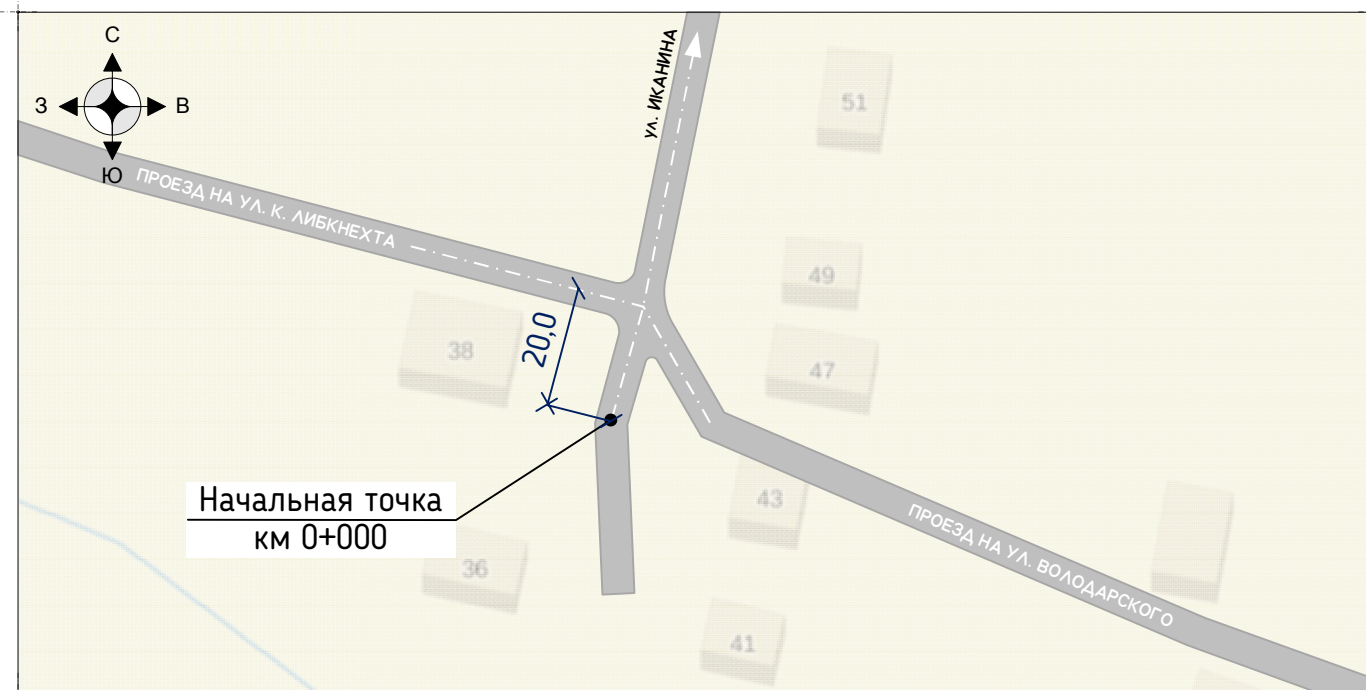 С
З
В
Ю
ПРОЕЗД НА УЛ. К. ЛИБКНЕХТА
ул. ИКАНИНА
51
49
47
38
20,0
Начальная точка
км 0+000
43
36
41
ПРОЕЗД НА УЛ. ВОЛОДАРСКОГО